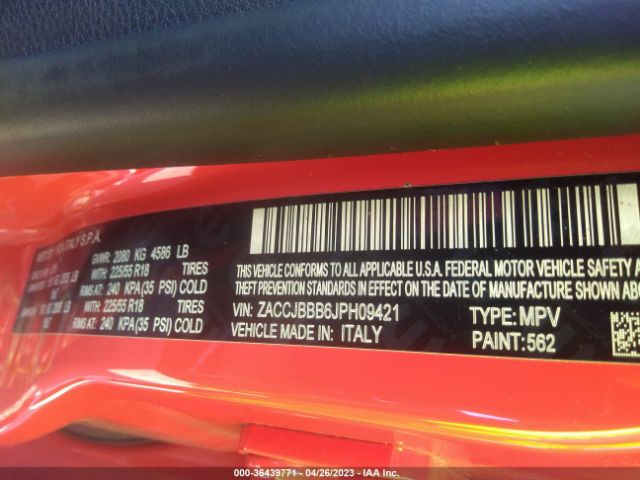 ITALY S.P.A.
GVWR: 2080 KG 4586 LB
WITH: 225/55 R18 TIRES
RIMS AT: 240 KPA(35 PSI) COLD
WITH: 225/55 R18 TIRES
RMS AT: 240 KPA(35 PSI) COLD
THIS VEHICLE CONFORMS TO ALL APPLICABLE U.S.A. FEDERAL MOTOR VEHICLE SAFETY
THEFT PREVENTION STANDARDS IN EFFECT ON THE DATE OF MANUFACTURE SHOWN
VIN: ZACCJBBB6JPH09421 TYPE: MPV
VEHICLE MADE IN: ITALY PAINT: 562
000-36439771 - 04/26/2023 - IAA Inc.